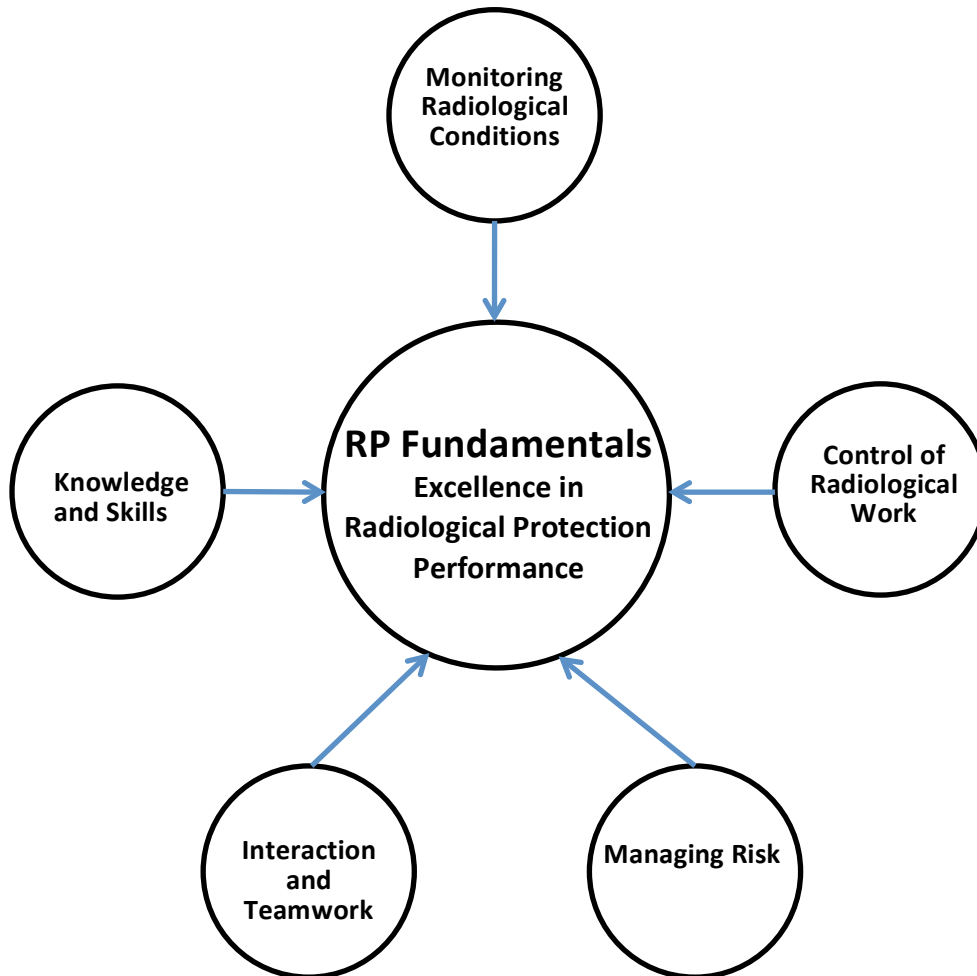 Monitoring
Radiological
Conditions
Knowledge
and Skills
RP Fundamentals
Excellence in
Radiological Protection
Performance
Control of
Radiological
Work
Interaction
and
Teamwork
Managing Risk